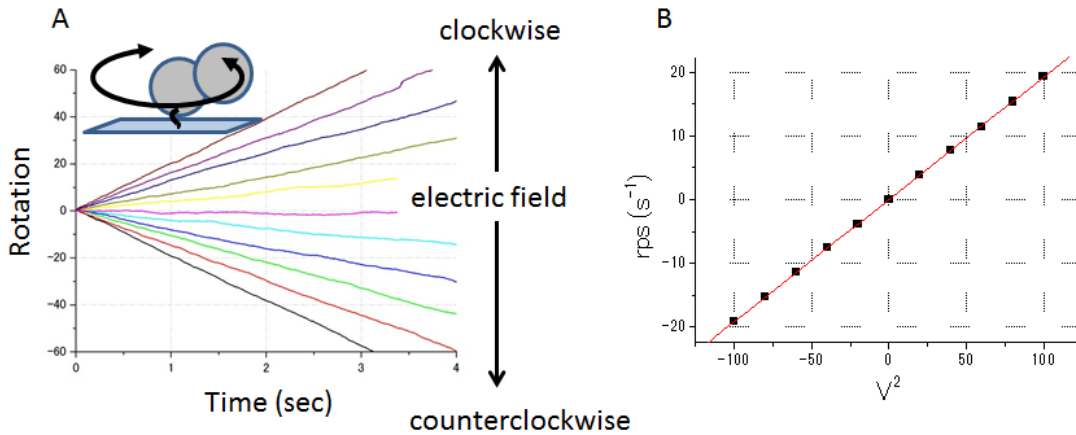 A
clockwise
Rotation
60
40
20
0
-20
-40
-60
0
1
2
3
4
Time (sec)
electric field
counterclockwise
B
rps (s⁻¹)
20
10
0
-10
-20
-100
-50
0
50
100
V²